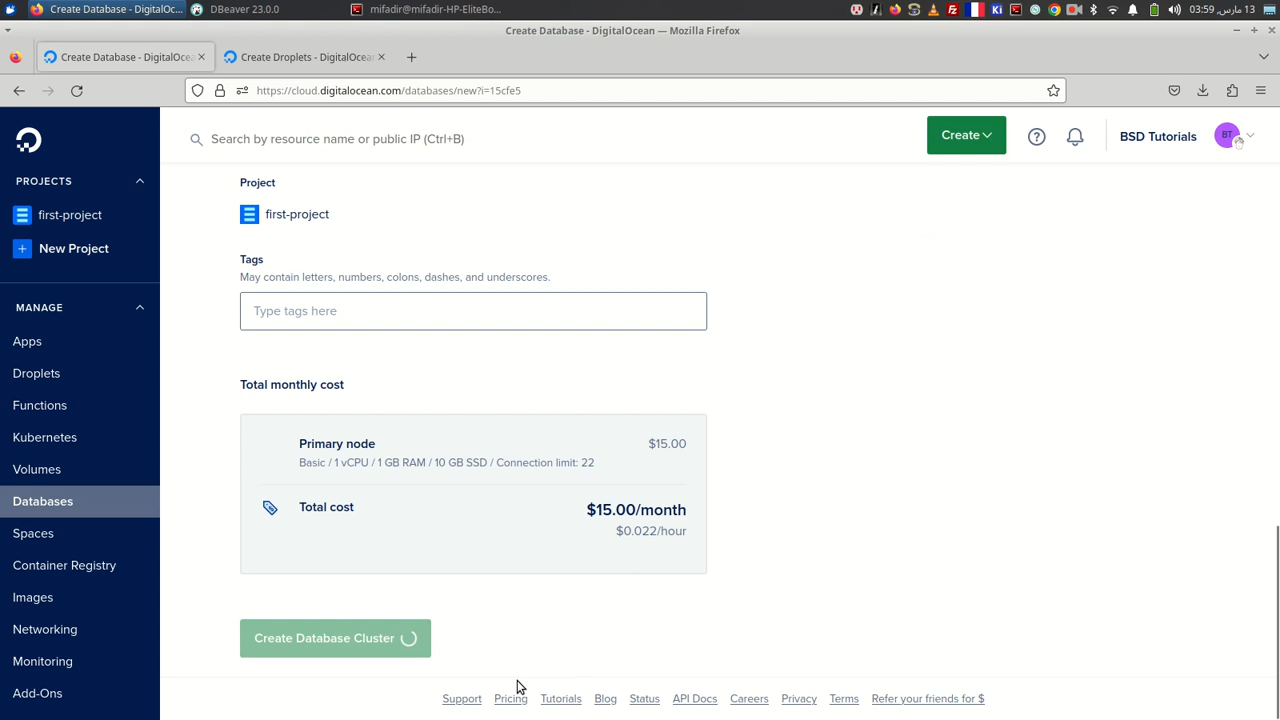 Create Database - DigitalOcea...
DBeaver 23.0.0
mifadir@mifadir-HP-EliteBo...
13 مارس, 03:59
Create Database - DigitalOcean — Mozilla Firefox
Create Database - DigitalOcea
Create Droplets - DigitalOcea
https://cloud.digitalocean.com/databases/new?i=15cfe5
Search by resource name or public IP (Ctrl+B)
Create
BSD Tutorials
BT
PROJECTS
first-project
New Project
MANAGE
Apps
Droplets
Functions
Kubernetes
Volumes
Databases
Spaces
Container Registry
Images
Networking
Monitoring
Add-Ons
Project
first-project
Tags
May contain letters, numbers, colons, dashes, and underscores.
Type tags here
Total monthly cost
Primary node $15.00
Basic / 1 vCPU / 1 GB RAM / 10 GB SSD / Connection limit: 22
Total cost $15.00/month
$0.022/hour
Create Database Cluster
Support Pricing Tutorials Blog Status API Docs Careers Privacy Terms Refer your friends for $